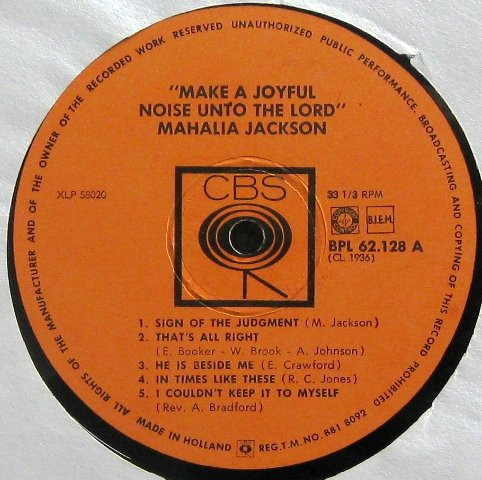 ALL RIGHTS OF THE MANUFACTURER AND OF THE OWNER OF THE RECORDED WORK RESERVED UNAUTHORIZED PUBLIC PERFORMANCE, BROADCASTING AND COPYING OF THIS RECORD PROHIBITED
"MAKE A JOYFUL
NOISE UNTO THE LORD"
MAHALIA JACKSON
CBS
XLP 58020
33 1/3 RPM
B.I.E.M.
BPL 62.128 A
(CL 1936)
1. SIGN OF THE JUDGMENT (M. Jackson)
2. THAT'S ALL RIGHT
(E. Booker - W. Brook - A. Johnson)
3. HE IS BESIDE ME (E. Crawford)
4. IN TIMES LIKE THESE (R. C. Jones)
5. I COULDN'T KEEP IT TO MYSELF
(Rev. A. Bradford)
MADE IN HOLLAND CBS REG.T.M.NO. RB1 8092